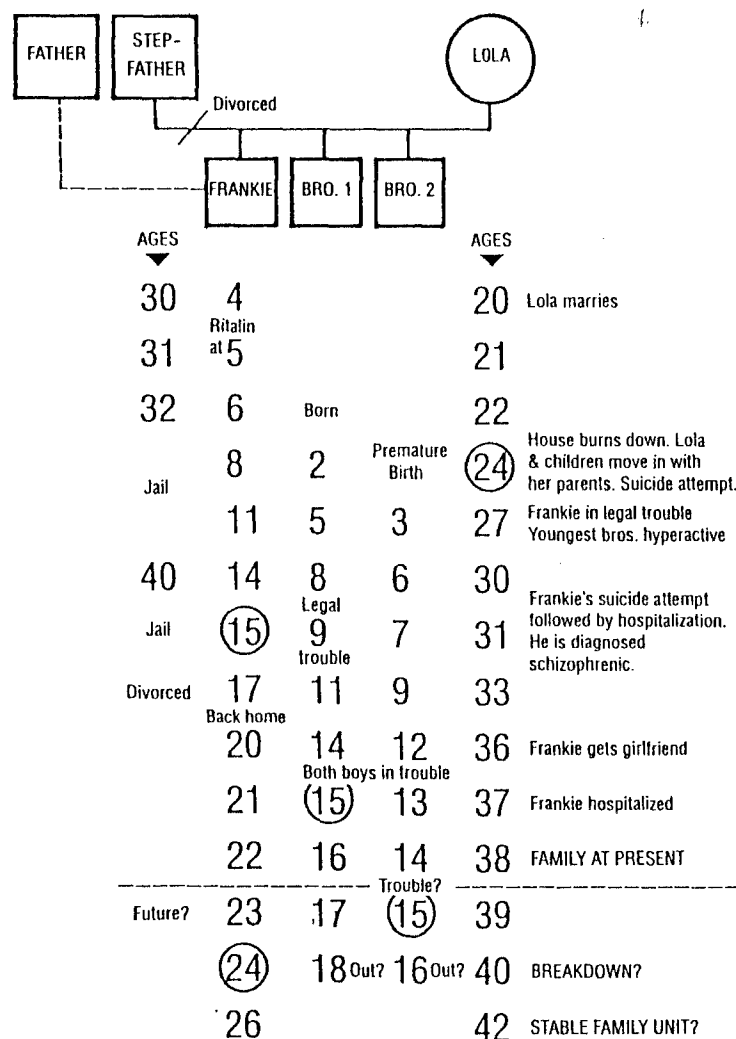 FATHER
STEP-
FATHER
LOLA
Divorced
FRANKIE
BRO. 1
BRO. 2
AGES
AGES
30 4 20 Lola marries
Ritalin
31 at 5 21
32 6 Born 22
Jail 8 2 Premature
Birth 24 House burns down. Lola
& children move in with
her parents. Suicide attempt.
11 5 3 27 Frankie in legal trouble
Youngest bros. hyperactive
40 14 8 6 30
Legal
Jail 15 9 7 31 Frankie's suicide attempt
followed by hospitalization.
He is diagnosed
schizophrenic.
trouble
Divorced 17 11 9 33
Back home
20 14 12 36 Frankie gets girlfriend
Both boys in trouble
21 (15) 13 37 Frankie hospitalized
22 16 14 38 FAMILY AT PRESENT
Trouble?
Future? 23 17 (15) 39
24 18 Out? 16 Out? 40 BREAKDOWN?
26 42 STABLE FAMILY UNIT?